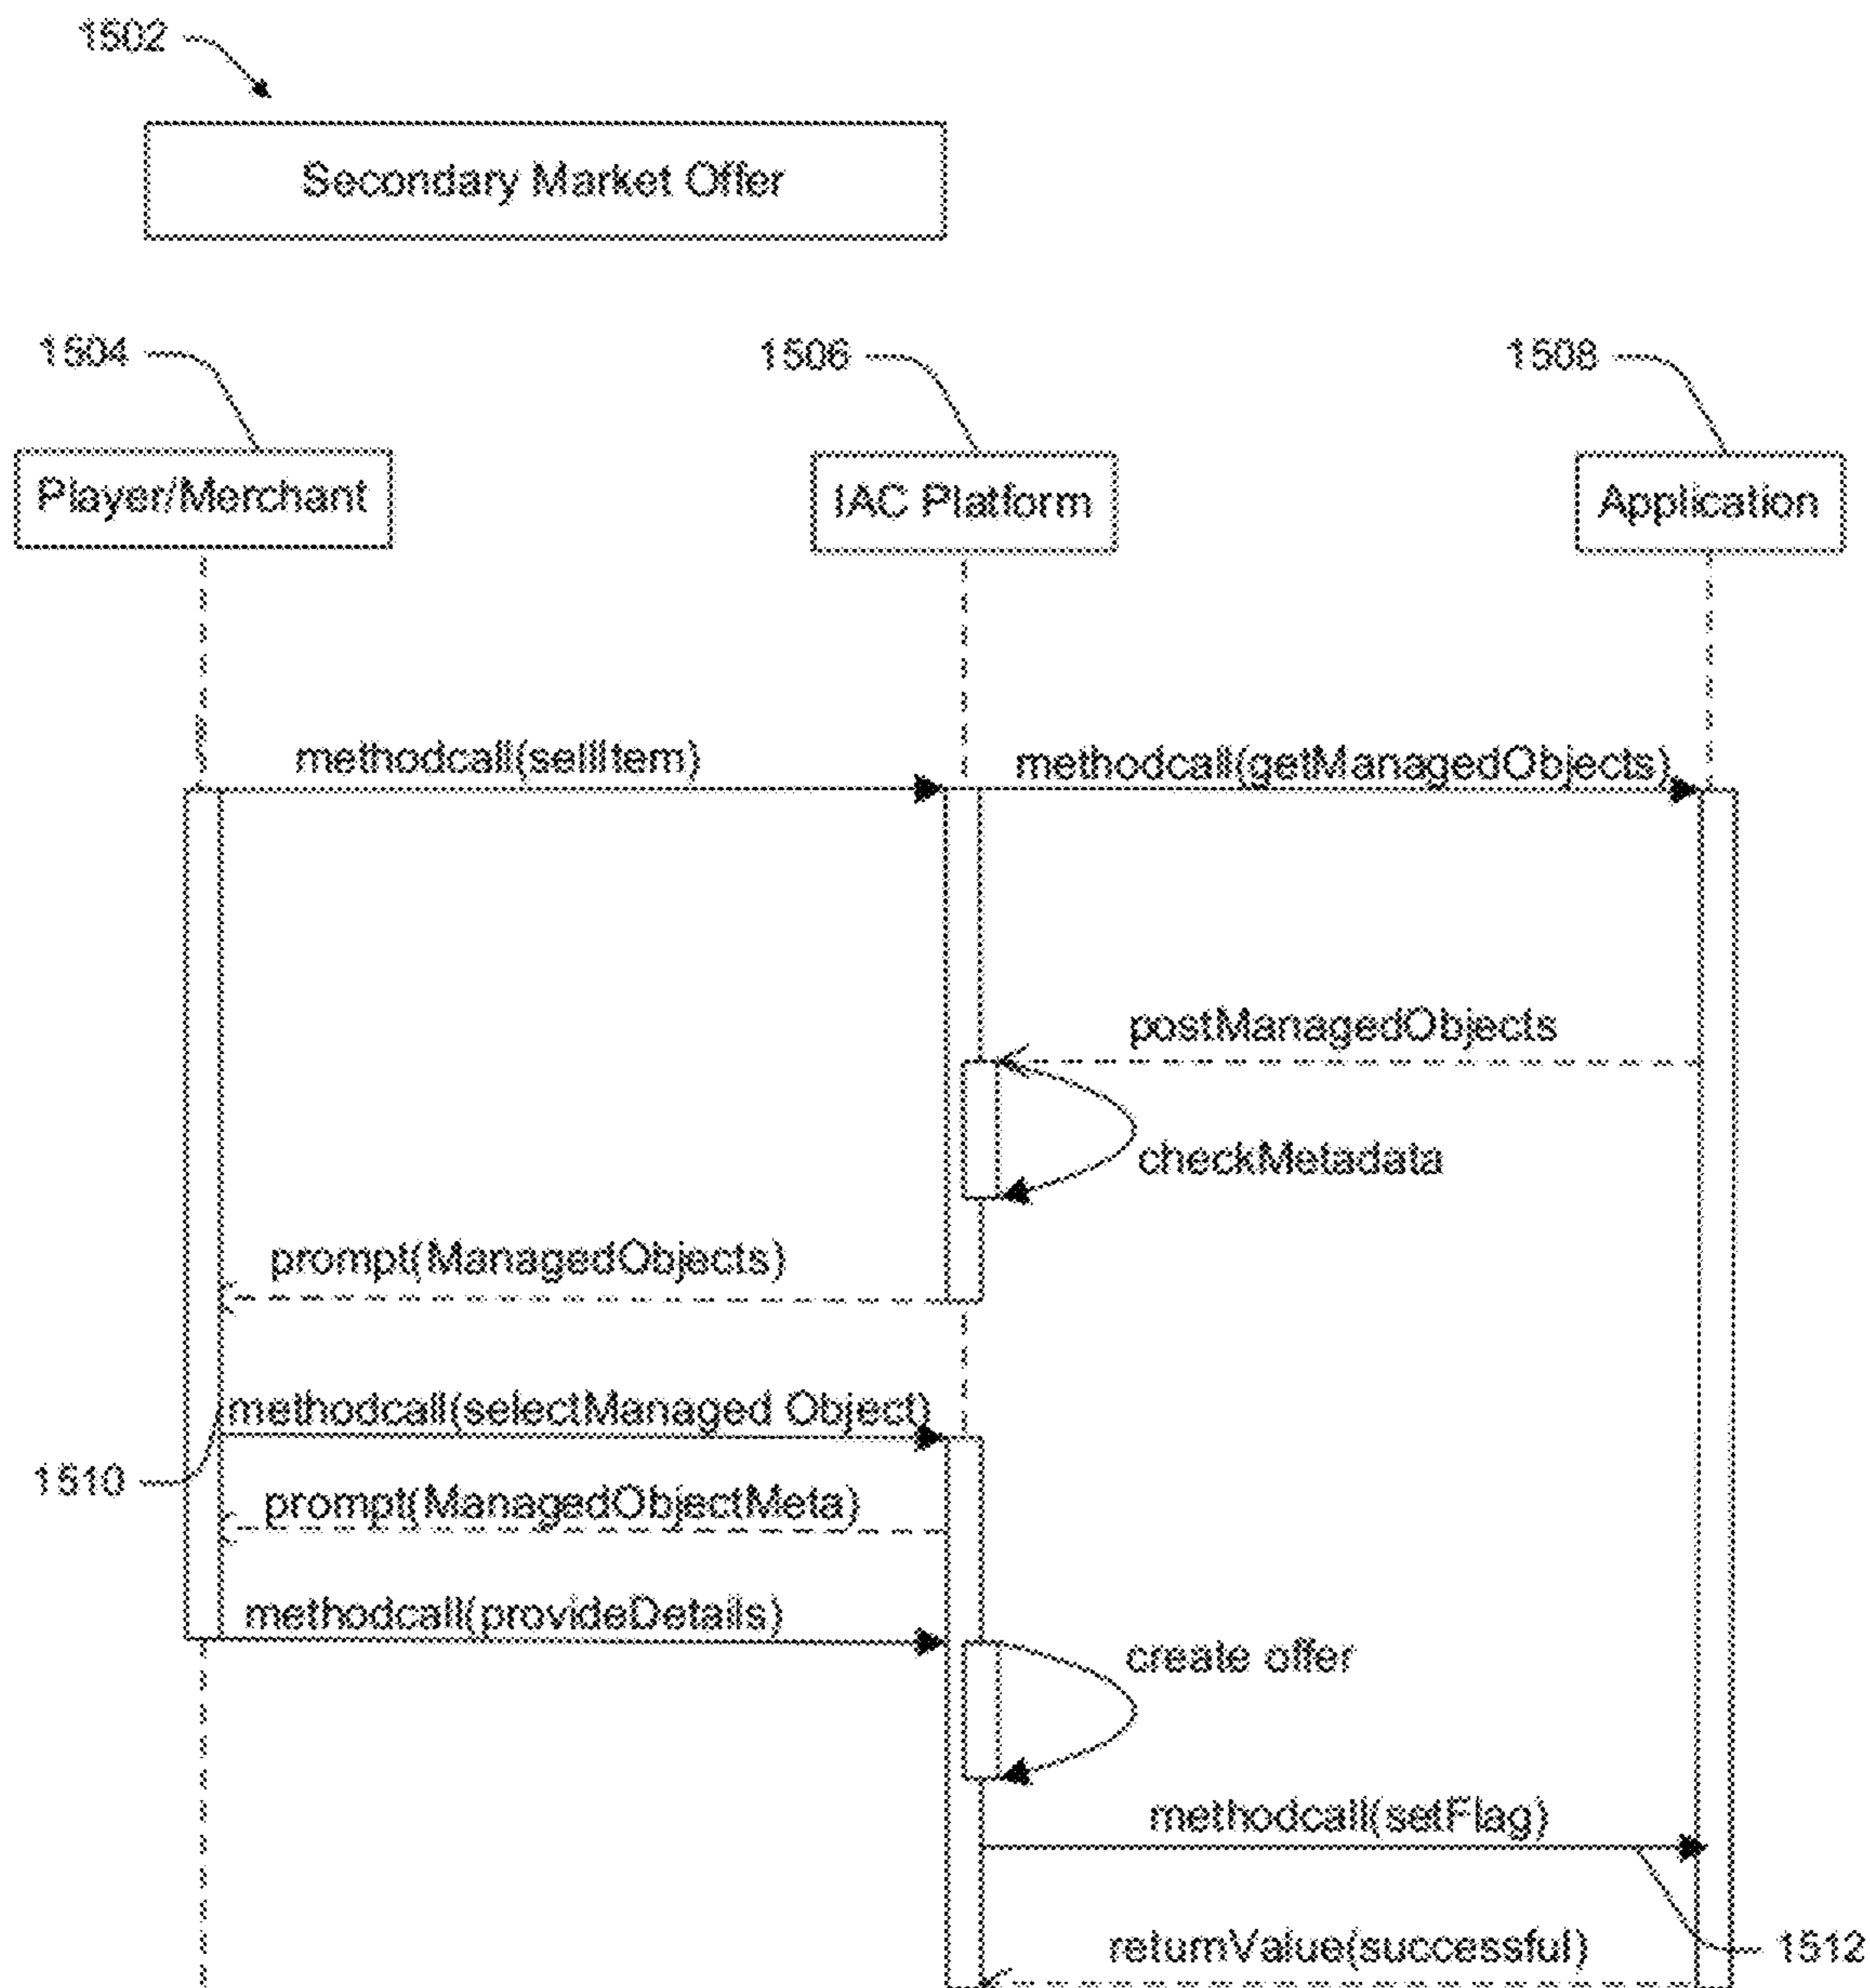 1502
Secondary Market Offer
1504
1506
1508
Player/Merchant
IAC Platform
Application
methodcall(sellItem)
methodcall(getManagedObjects)
postManagedObjects
checkMetadata
prompt(ManagedObjects)
methodcall(selectManaged Object)
1510
prompt(ManagedObjectMeta)
methodcall(provideDetails)
create offer
methodcall(setFlag)
returnValue(successful)
1512